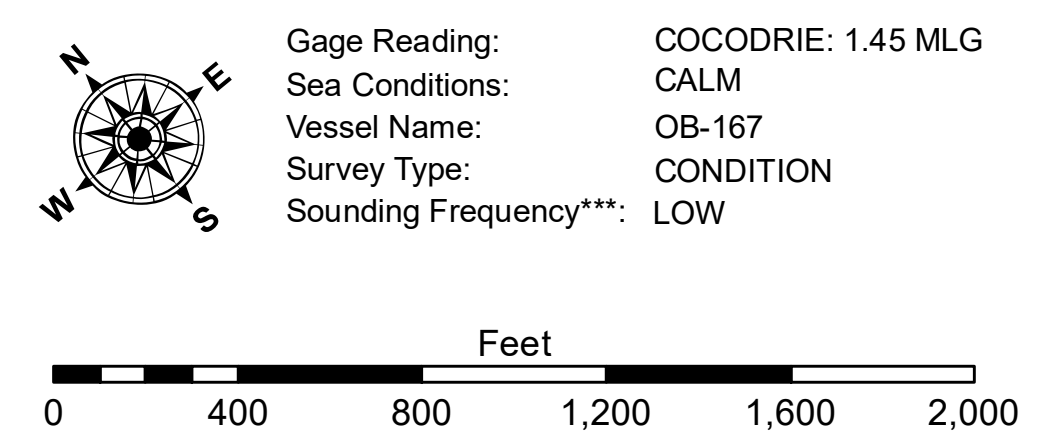 N
E
W
S
Gage Reading: COCODRIE: 1.45 MLG
Sea Conditions: CALM
Vessel Name: OB-167
Survey Type: CONDITION
Sounding Frequency***: LOW
Feet
0 400 800 1,200 1,600 2,000